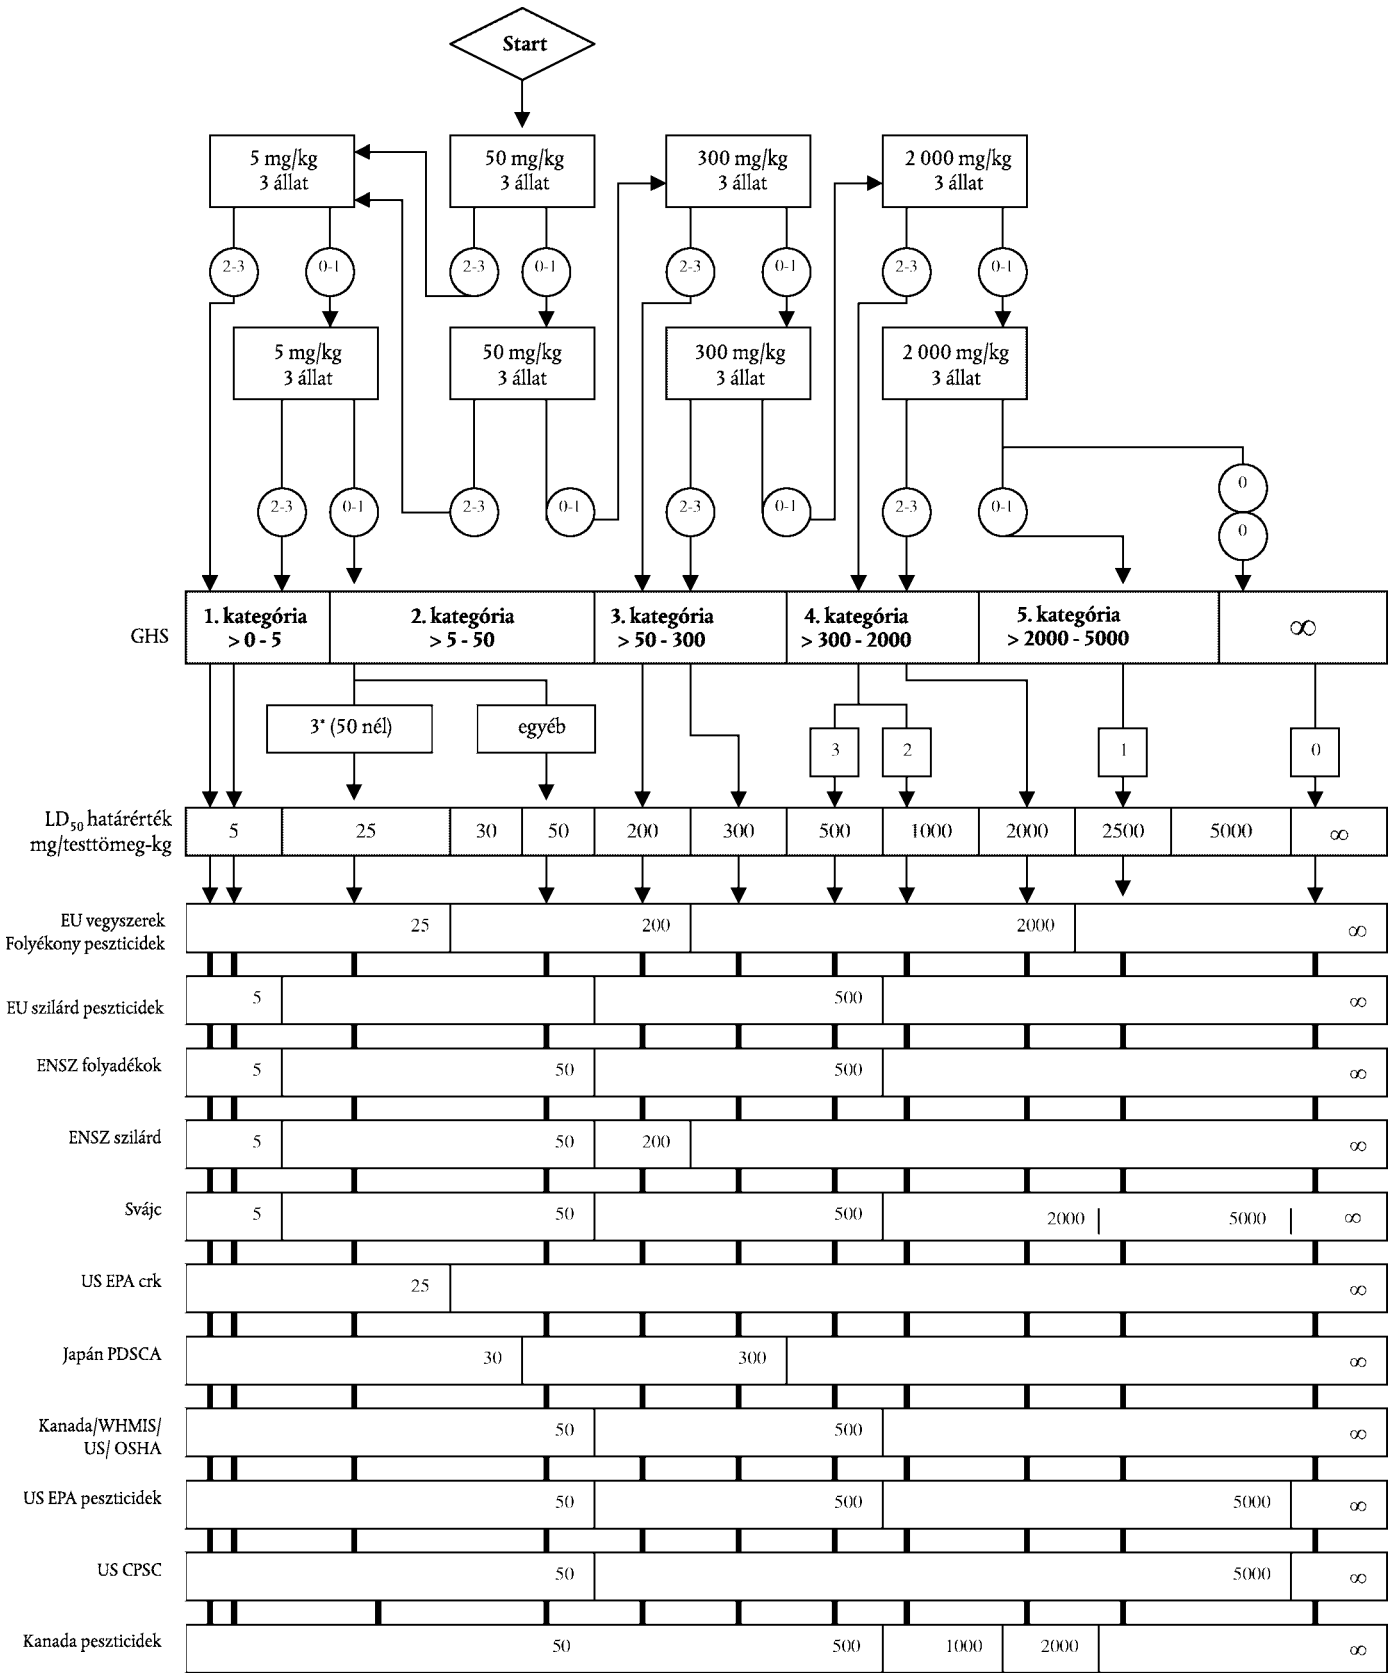 Start
5 mg/kg
3 állat
50 mg/kg
3 állat
300 mg/kg
3 állat
2 000 mg/kg
3 állat
2-3
0-1
2-3
0-1
2-3
0-1
2-3
0-1
5 mg/kg
3 állat
50 mg/kg
3 állat
300 mg/kg
3 állat
2 000 mg/kg
3 állat
2-3
0-1
2-3
0-1
2-3
0-1
2-3
0-1
0
0
GHS
1. kategória
> 0 - 5
2. kategória
> 5 - 50
3. kategória
> 50 - 300
4. kategória
> 300 - 2000
5. kategória
> 2000 - 5000
∞
3* (50 nél)
egyéb
3
2
1
0
LD50 határérték
mg/testtömeg-kg
5 25 30 50 200 300 500 1000 2000 2500 5000 ∞
EU vegyszerek
Folyékony peszticidek
25 200 2000 ∞
EU szilárd peszticidek
5 500 ∞
ENSZ folyadékok
5 50 500 ∞
ENSZ szilárd
5 50 200 ∞
Svájc
5 50 500 2000 5000 ∞
US EPA crk
25 ∞
Japán PDSCA
30 300 ∞
Kanada/WHMIS/
US/ OSHA
50 500 ∞
US EPA peszticidek
50 500 5000 ∞
US CPSC
50 5000 ∞
Kanada peszticidek
50 500 1000 2000 ∞